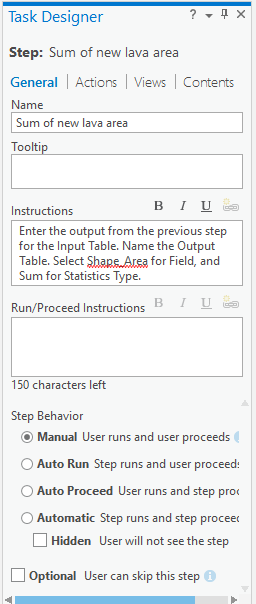 Task Designer
Step: Sum of new lava area
General | Actions | Views | Contents
Name
Sum of new lava area
Tooltip
B I U
Instructions
Enter the output from the previous step
for the Input Table. Name the Output
Table. Select Shape_Area for Field, and
Sum for Statistics Type.
B I U
Run/Proceed Instructions
150 characters left
Step Behavior
Manual User runs and user proceeds
Auto Run Step runs and user proceeds
Auto Proceed User runs and step proc
Automatic Step runs and step proceed
Hidden User will not see the step
Optional User can skip this step